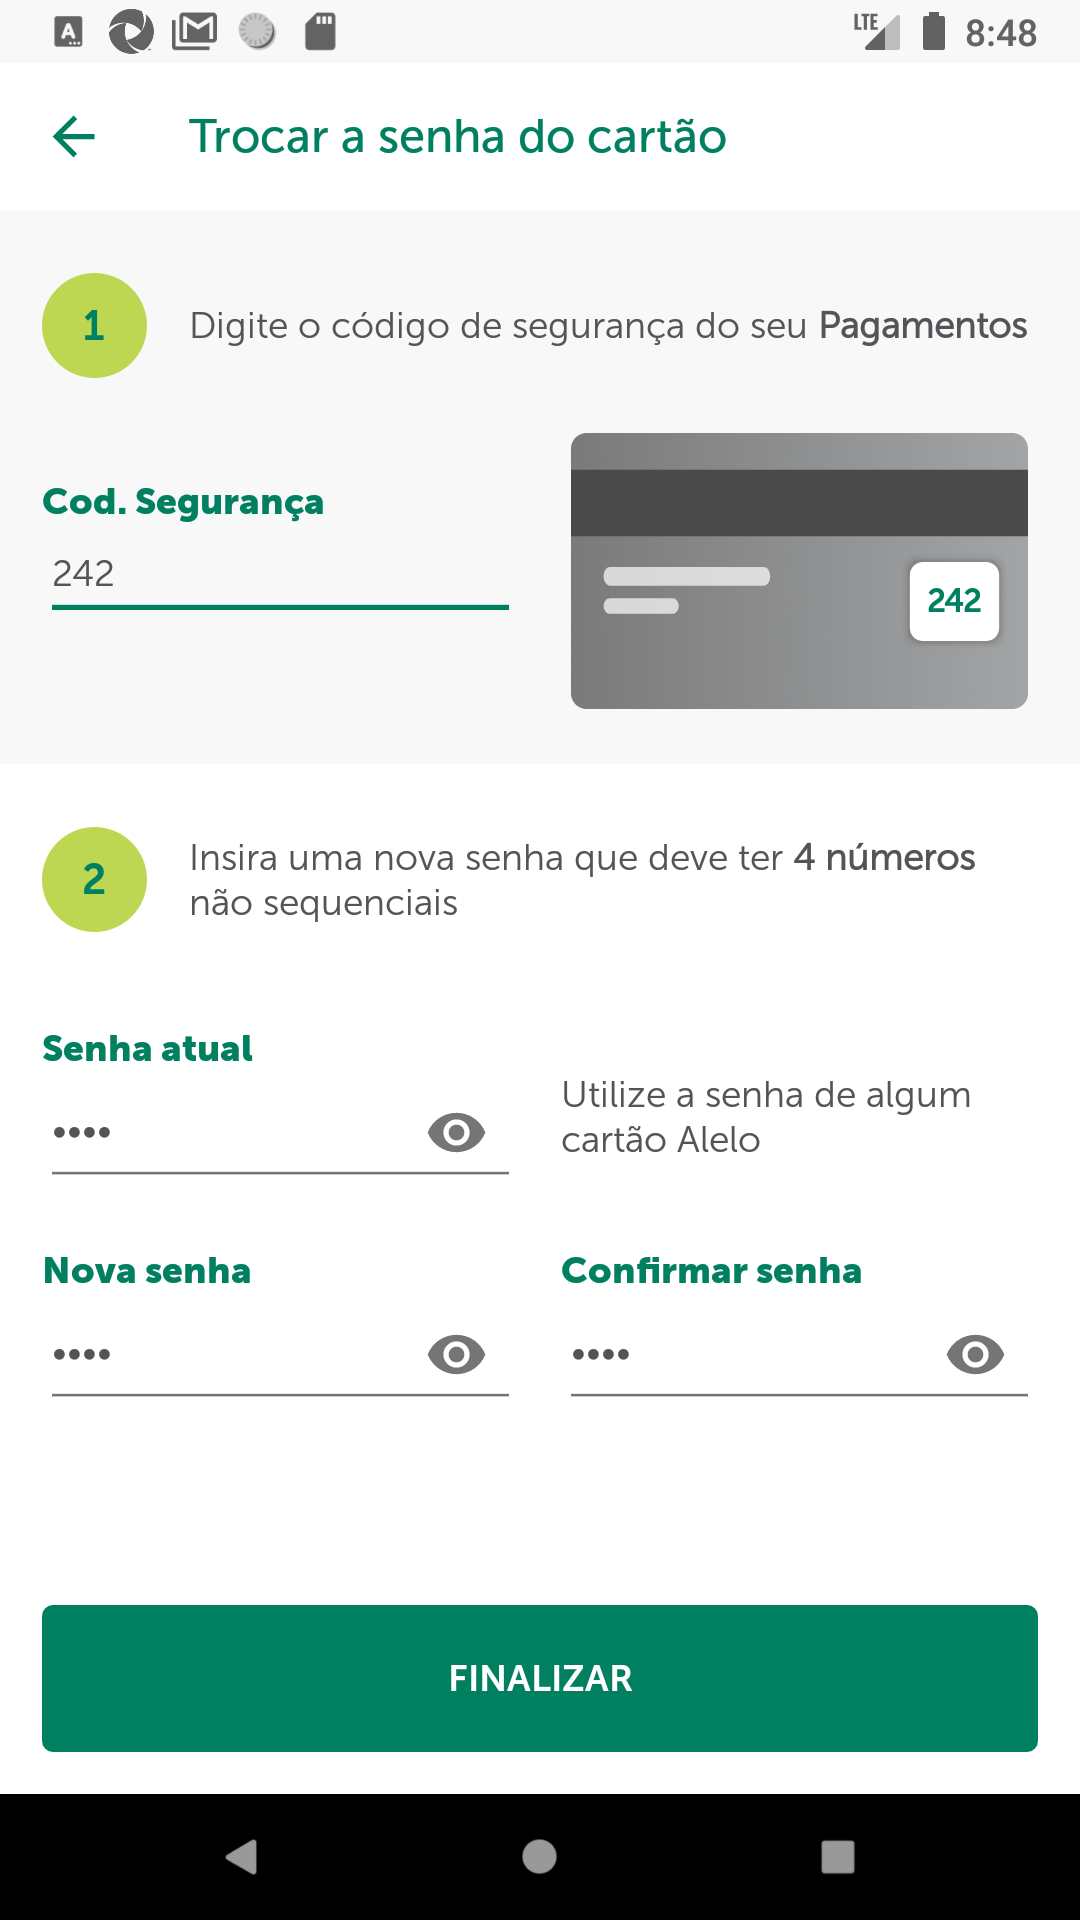 LTE 8:48
Trocar a senha do cartão
1
Digite o código de segurança do seu Pagamentos
Cod. Segurança
242
242
2
Insira uma nova senha que deve ter 4 números
não sequenciais
Senha atual
••••
Utilize a senha de algum
cartão Alelo
Nova senha
Confirmar senha
••••
••••
FINALIZAR